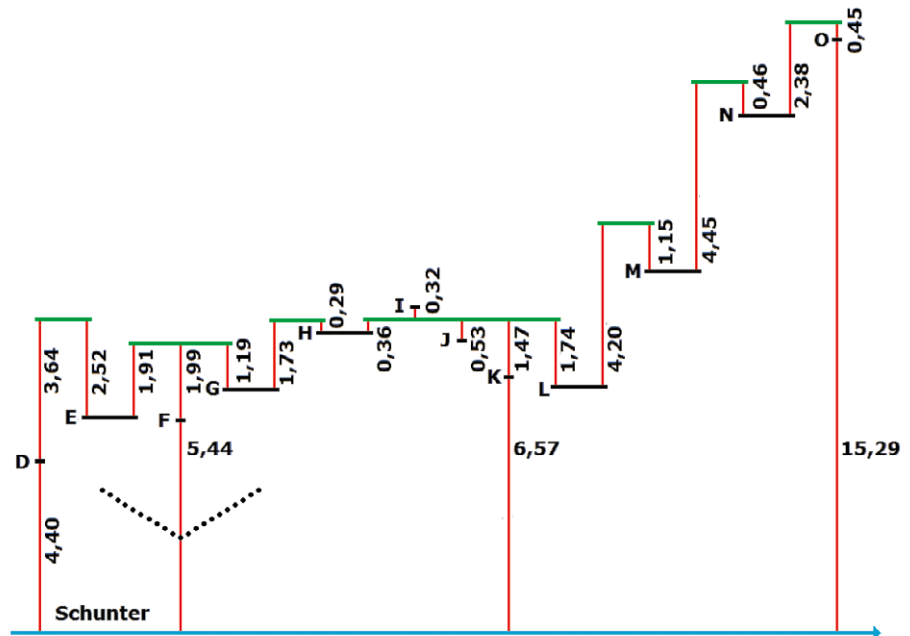 0,45
O
0,46
2,38
N
1,15
4,45
M
I
0,32
0,29
H
0,36
J
0,53
1,47
1,74
4,20
K
L
3,64
2,52
1,91
1,99
1,19
1,73
G
E
F
5,44
6,57
15,29
D
4,40
Schunter